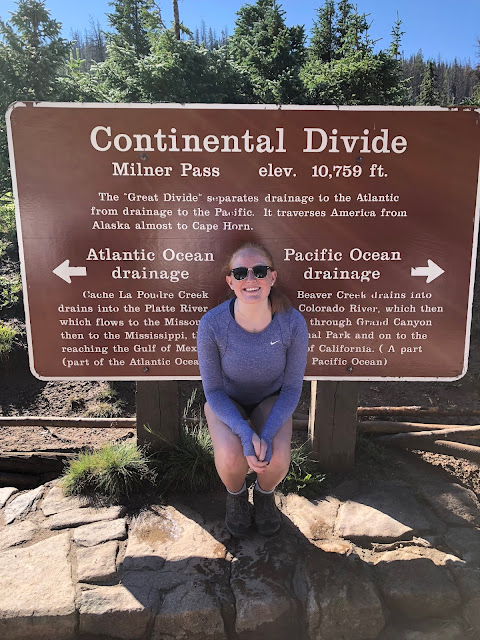 Continental Divide
Milner Pass elev. 10,759 ft.
The "Great Divide" separates drainage to the Atlantic
from drainage to the Pacific. It traverses America from
Alaska almost to Cape Horn.
Atlantic Ocean
drainage
Cache La Poudre Creek
drains into the Platte River
which flows to the
then to the Mississippi,
reaching the Gulf of
(part of the Atlantic
Pacific Ocean
drainage
Beaver Creek drains into
Colorado River, which then
through Grand Canyon
Park and on to the
of California. ( A part
Pacific Ocean)